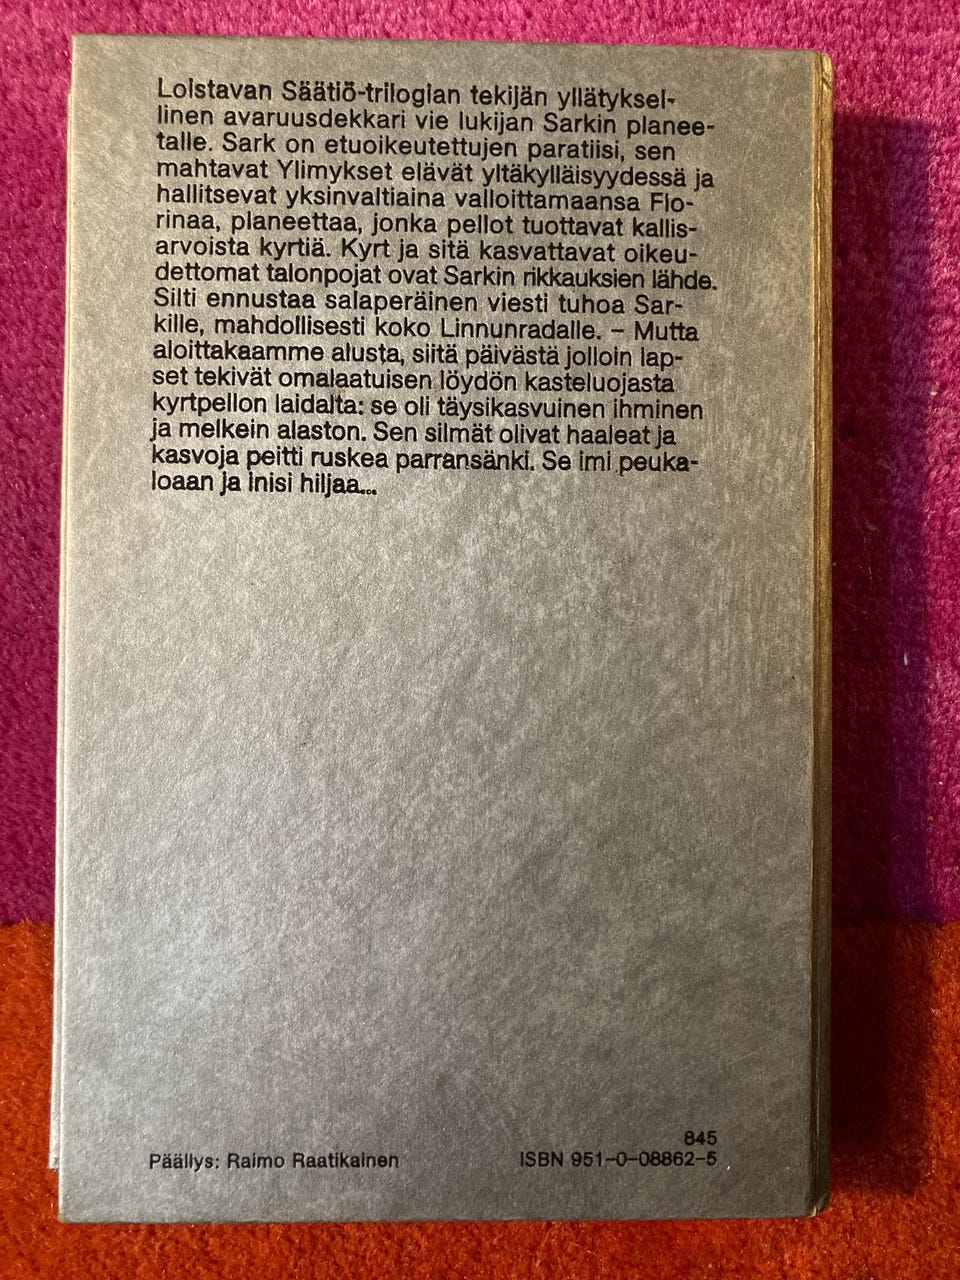 Loistavan Säätiö-trilogian tekijän yllätyksel-
linen avaruusdekkari vie lukijan Sarkin planee-
talle. Sark on etuoikeutettujen paratiisi, sen
mahtavat Ylimykset elävät yltäkylläisyydessä ja
hallitsevat yksinvaltiaina valloittamaansa Flo-
rinaa, planeettaa, jonka pellot tuottavat kallis-
arvoista kyrtiä. Kyrt ja sitä kasvattavat oikeu-
dettomat talonpojat ovat Sarkin rikkauksien lähde.
Silti ennustaa salaperäinen viesti tuhoa Sar-
kille, mahdollisesti koko Linnunradalle. – Mutta
aloittakaamme alusta, siitä päivästä jolloin lap-
set tekivät omalaatuisen löydön kasteluojasta
kyrtpellon laidalta: se oli täysikasvuinen ihminen
ja melkein alaston. Sen silmät olivat haaleat ja
kasvoja peitti ruskea parransänki. Se imi peuka-
loaan ja inisi hiljaa...
845
Päällys: Raimo Raatikainen ISBN 951–0–08862–5